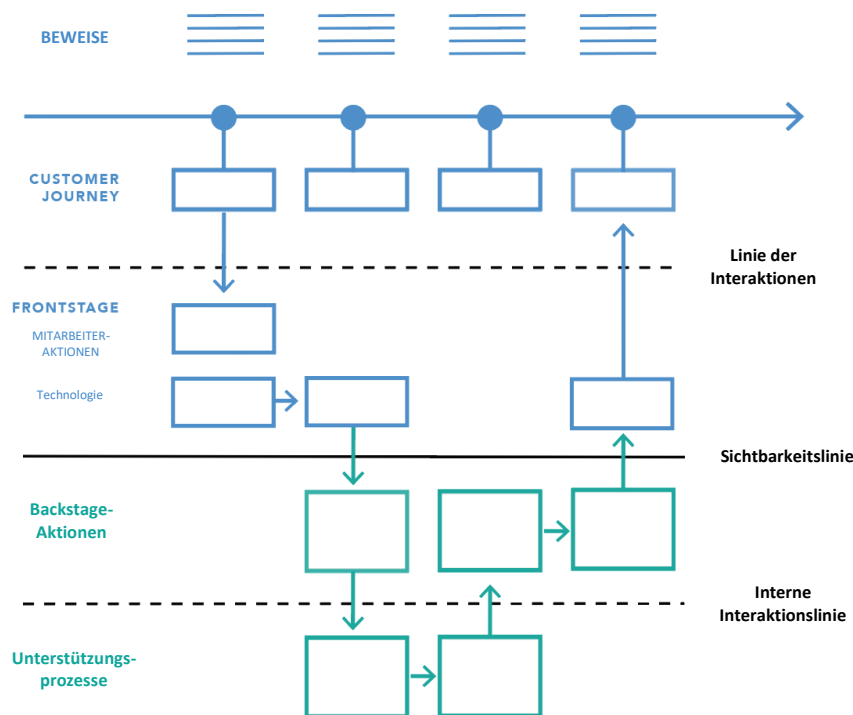 BEWEISE
CUSTOMER
JOURNEY
Linie der
Interaktionen
FRONTSTAGE
MITARBEITER-
AKTIONEN
Technologie
Sichtbarkeitslinie
Backstage-
Aktionen
Interne
Interaktionslinie
Unterstützungs-
prozesse